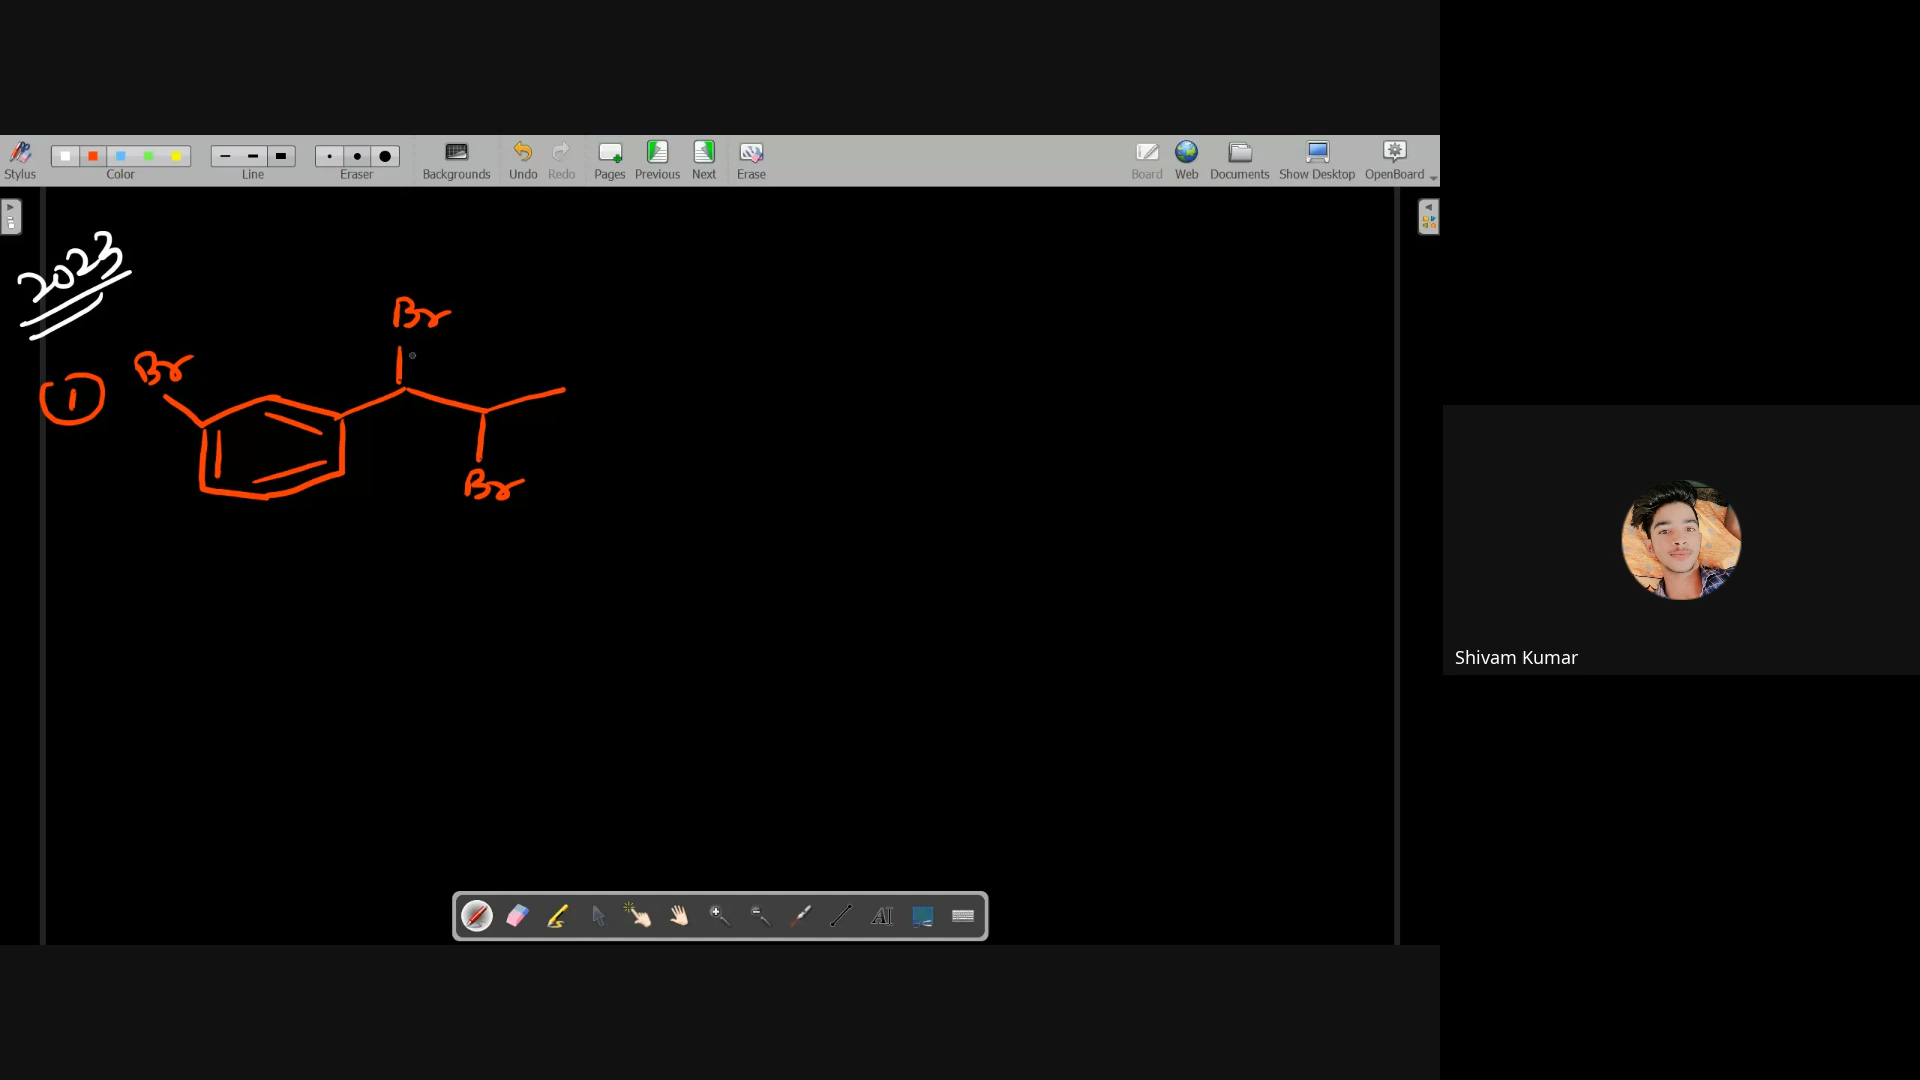 Stylus
Color
Line
Eraser
Backgrounds
Undo
Redo
Pages
Previous
Next
Erase
Board
Web
Documents
Show Desktop
OpenBoard
2023
Br
Br
1
Br
AI
Shivam Kumar